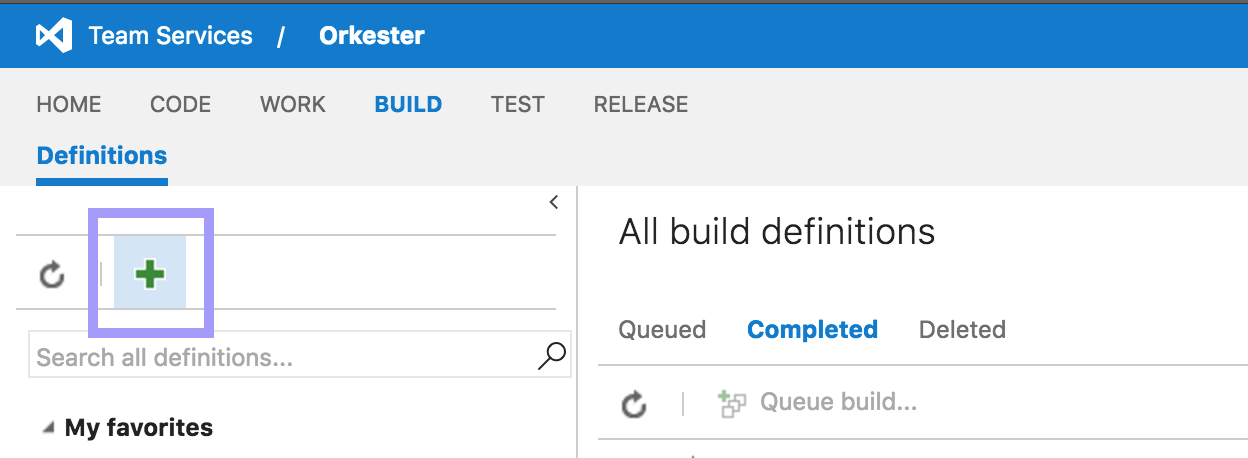 Team Services / Orkester
HOME CODE WORK BUILD TEST RELEASE
Definitions
Search all definitions...
My favorites
All build definitions
Queued Completed Deleted
Queue build...